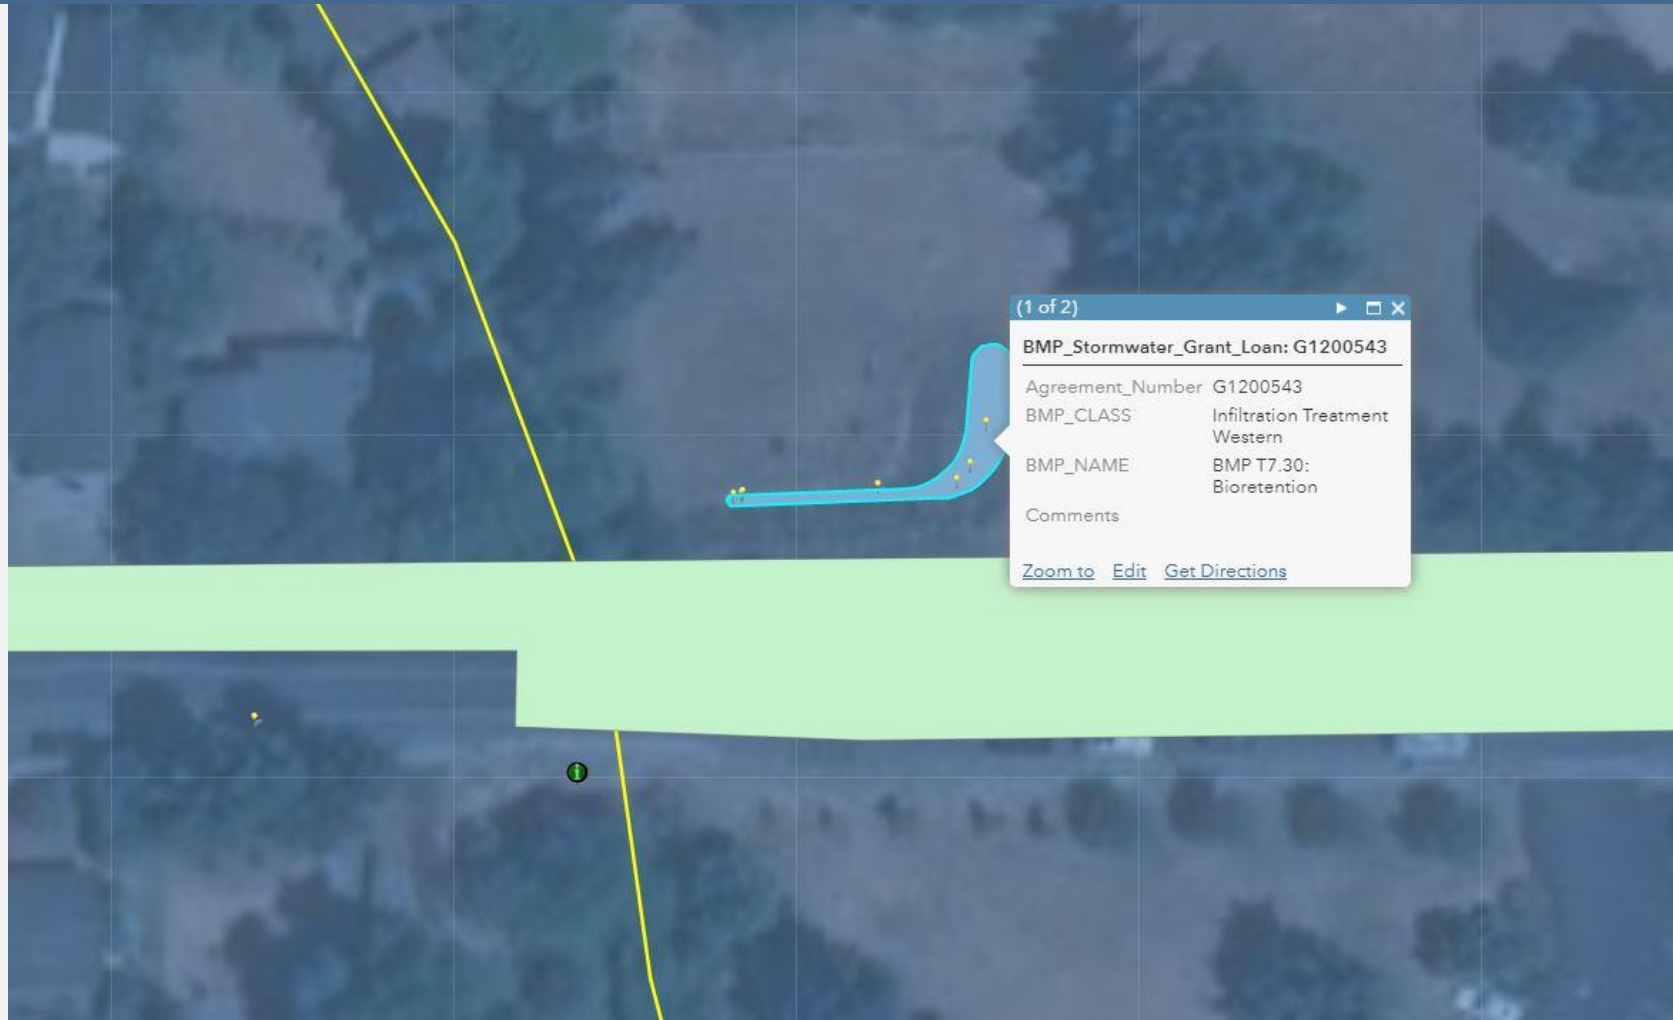 (1 of 2)
BMP_Stormwater_Grant_Loan: G1200543
Agreement_Number G1200543
BMP_CLASS Infiltration Treatment
Western
BMP_NAME BMP T7.30:
Bioretention
Comments
Zoom to Edit Get Directions
i